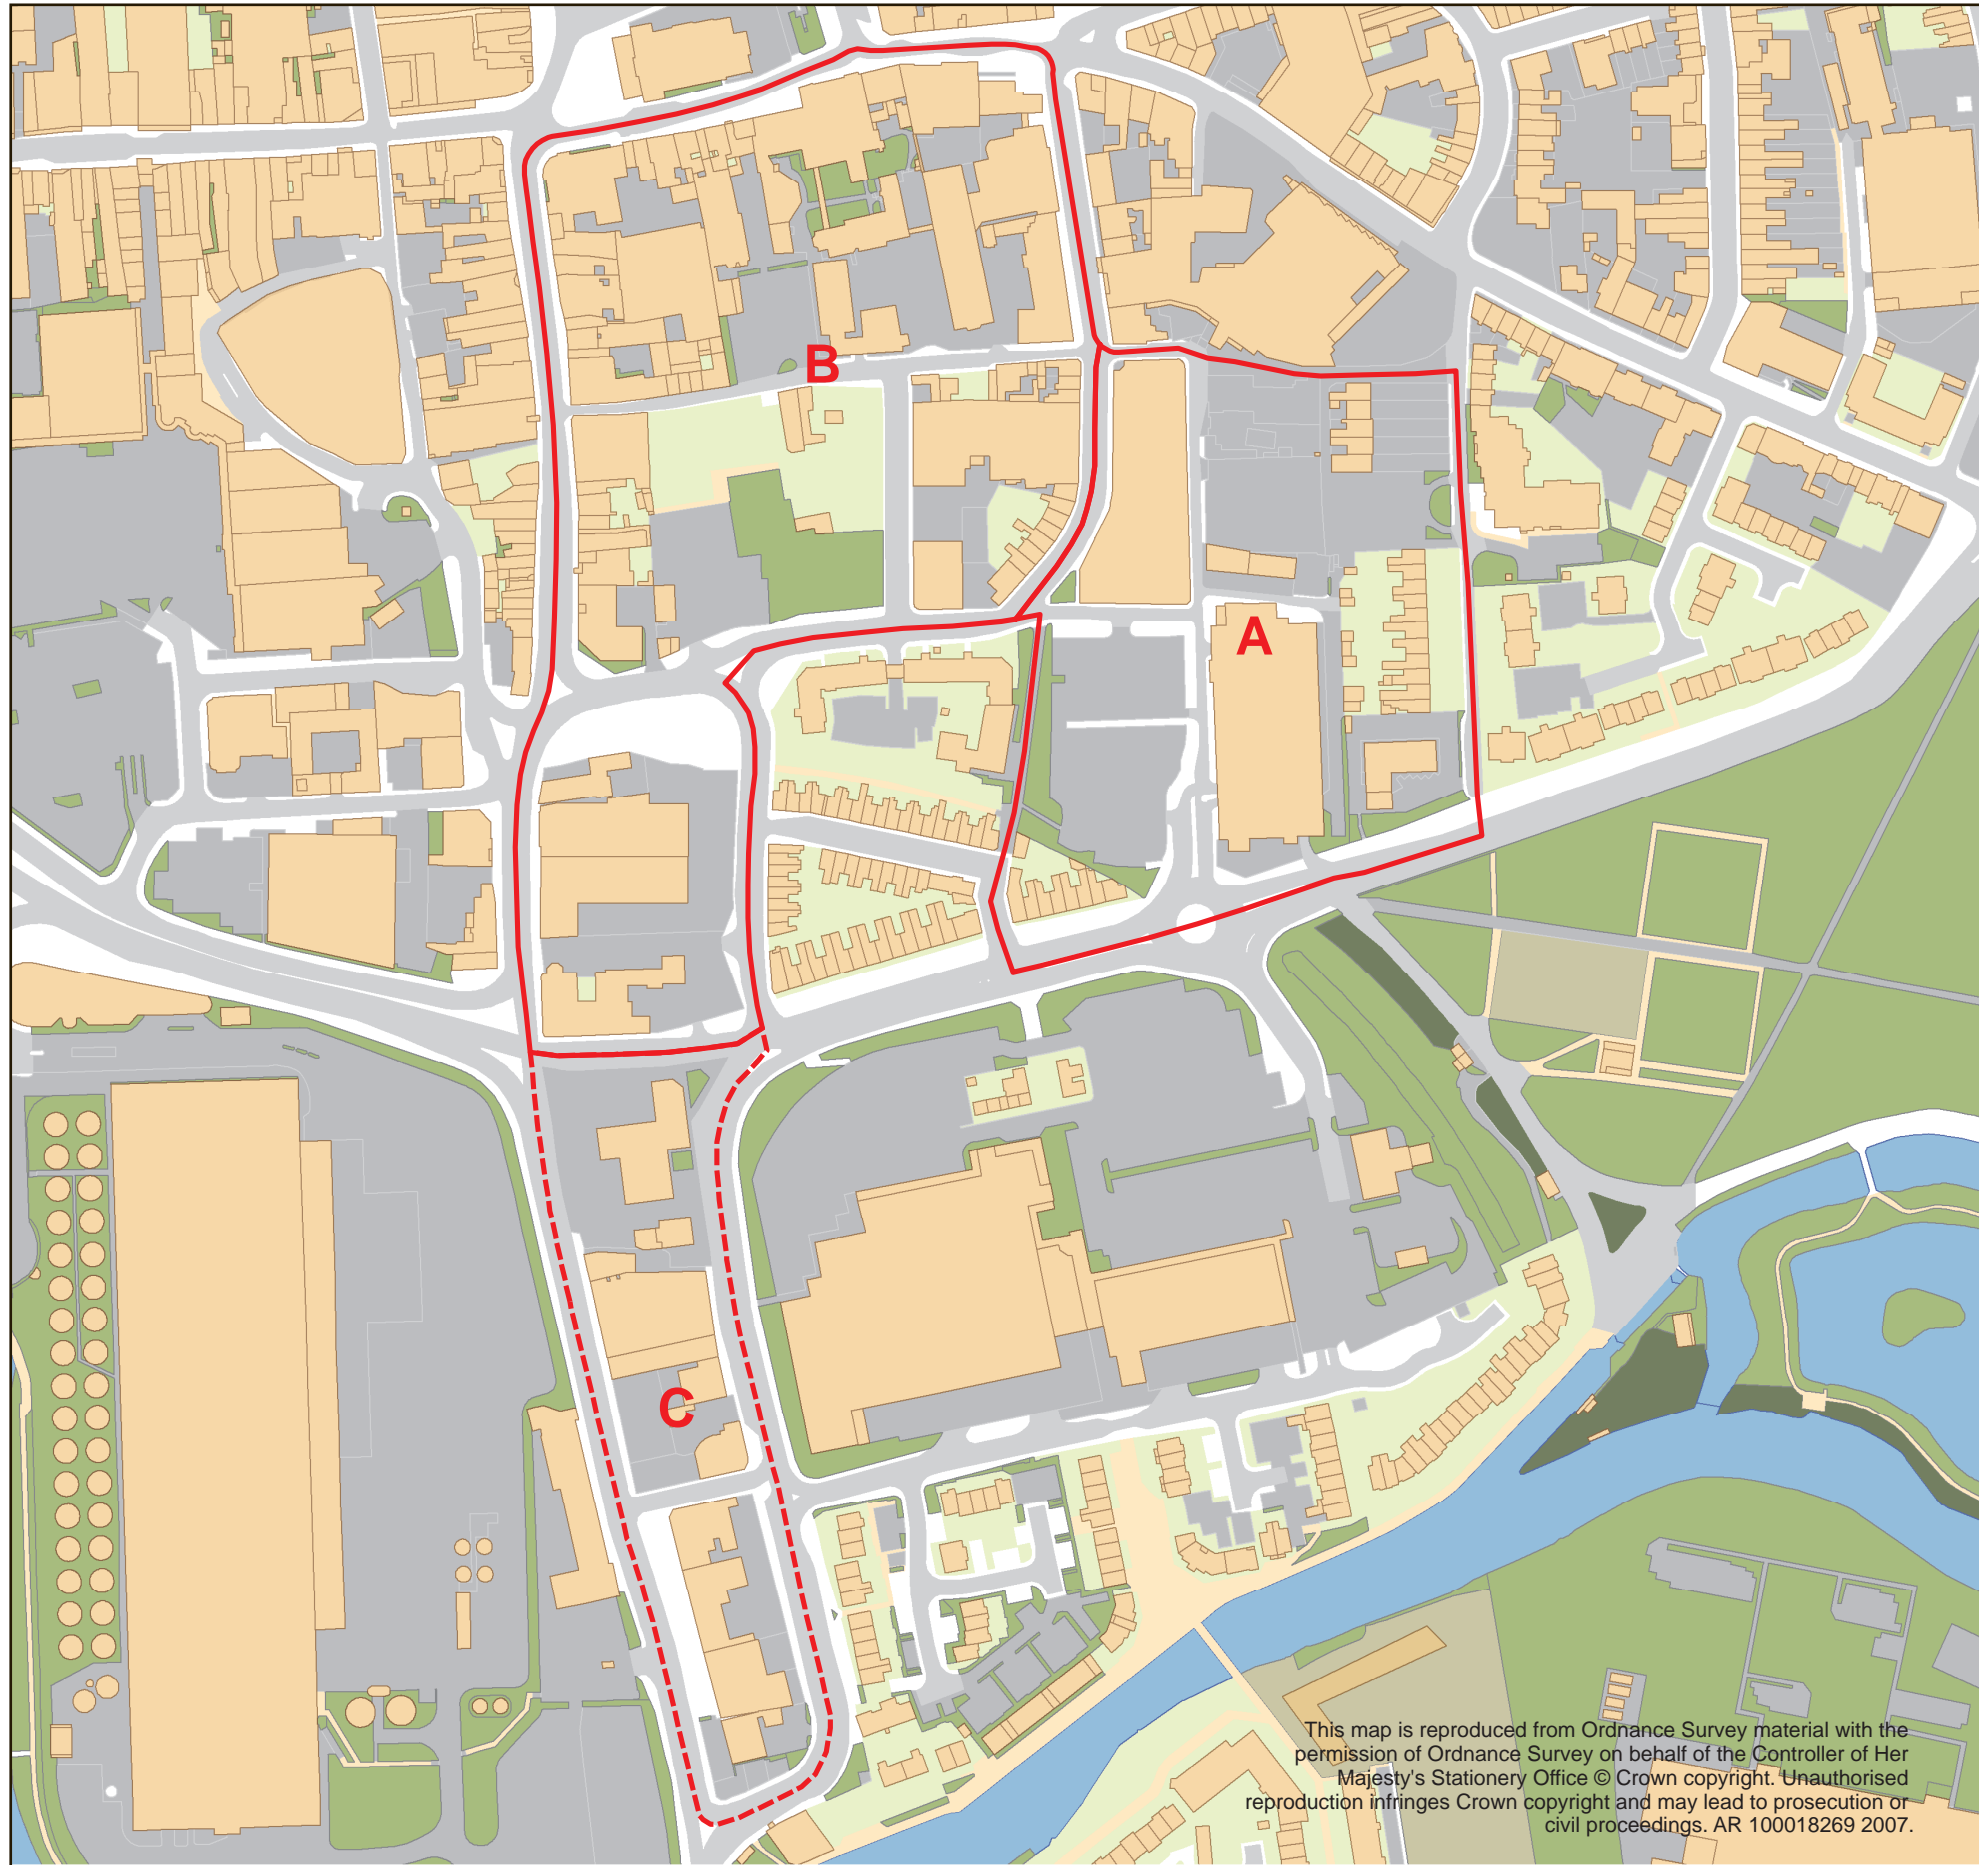 B
A
C
This map is reproduced from Ordnance Survey material with the
permission of Ordnance Survey on behalf of the Controller of Her
Majesty's Stationery Office © Crown copyright. Unauthorised
reproduction infringes Crown copyright and may lead to prosecution or
civil proceedings. AR 100018269 2007.